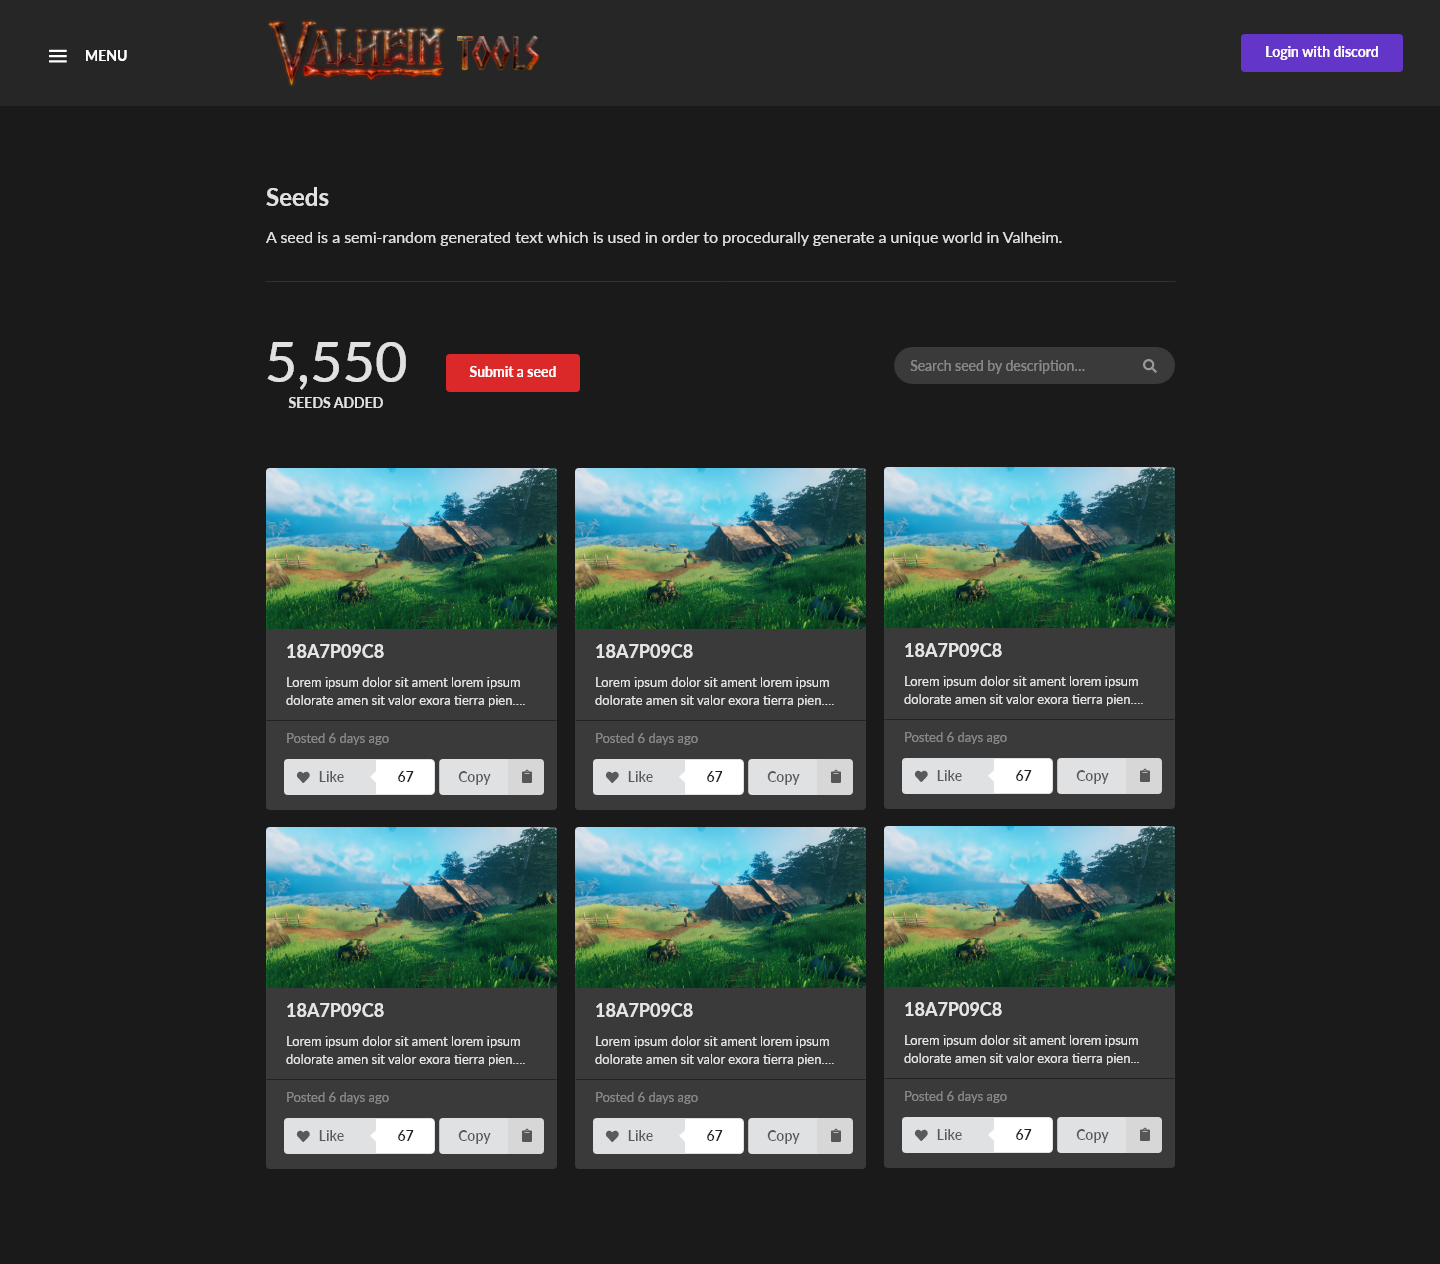 MENU
VALHEIM TOOLS
Login with discord
Seeds
A seed is a semi-random generated text which is used in order to procedurally generate a unique world in Valheim.
5,550
SEEDS ADDED
Submit a seed
Search seed by description...
18A7P09C8
Lorem ipsum dolor sit ament lorem ipsum
dolorate amen sit valor exora tierra pien....
Posted 6 days ago
Like 67 Copy
18A7P09C8
Lorem ipsum dolor sit ament lorem ipsum
dolorate amen sit valor exora tierra pien....
Posted 6 days ago
Like 67 Copy
18A7P09C8
Lorem ipsum dolor sit ament lorem ipsum
dolorate amen sit valor exora tierra pien....
Posted 6 days ago
Like 67 Copy
18A7P09C8
Lorem ipsum dolor sit ament lorem ipsum
dolorate amen sit valor exora tierra pien....
Posted 6 days ago
Like 67 Copy
18A7P09C8
Lorem ipsum dolor sit ament lorem ipsum
dolorate amen sit valor exora tierra pien....
Posted 6 days ago
Like 67 Copy
18A7P09C8
Lorem ipsum dolor sit ament lorem ipsum
dolorate amen sit valor exora tierra pien...
Posted 6 days ago
Like 67 Copy